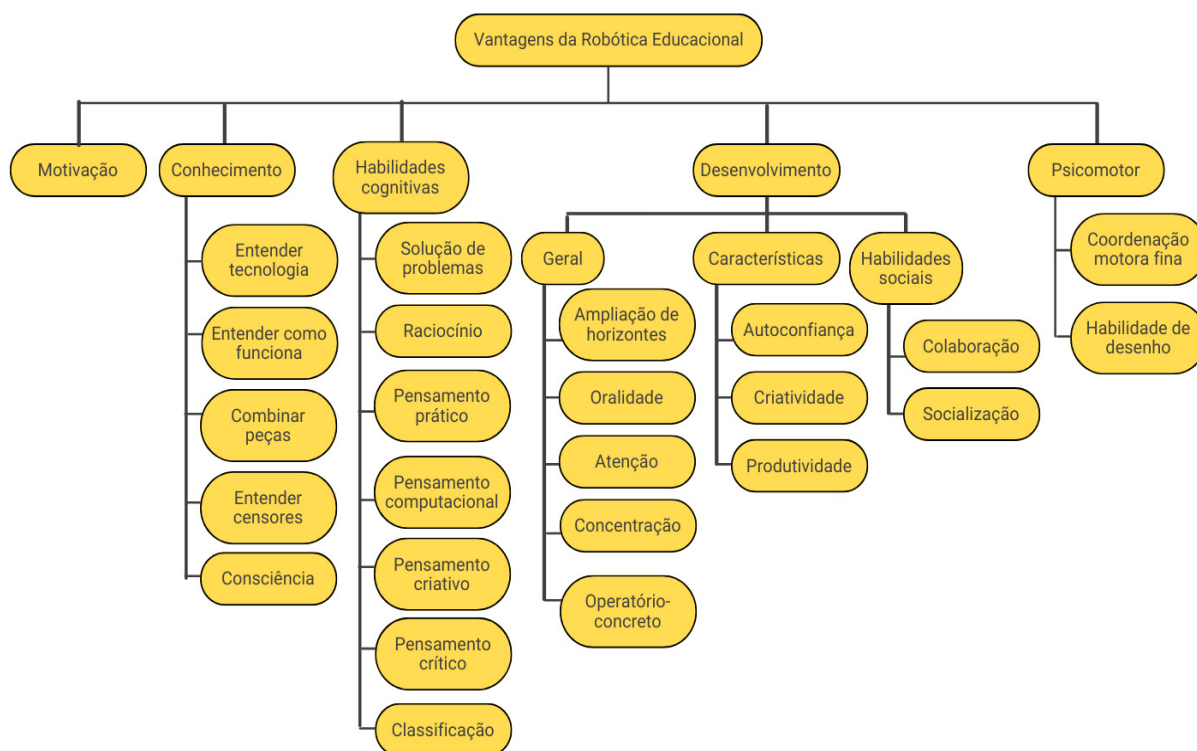 Vantagens da Robótica Educacional
Motivação
Conhecimento
Habilidades
cognitivas
Desenvolvimento
Psicomotor
Entender
tecnologia
Entender como
funciona
Combinar
peças
Entender
censores
Consciência
Solução de
problemas
Raciocínio
Pensamento
prático
Pensamento
computacional
Pensamento
criativo
Pensamento
crítico
Classificação
Geral
Ampliação de
horizontes
Oralidade
Atenção
Concentração
Operatório-
concreto
Características
Autoconfiança
Criatividade
Produtividade
Habilidades
sociais
Colaboração
Socialização
Coordenação
motora fina
Habilidade de
desenho